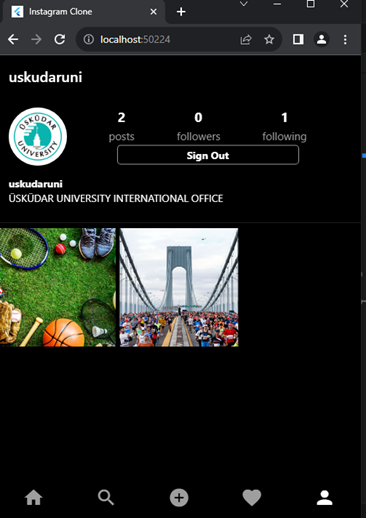 Instagram Clone
localhost:50224
uskudaruni
ÜSKÜDAR UNIVERSITY
2 0 1
posts followers following
Sign Out
uskudaruni
ÜSKÜDAR UNIVERSITY INTERNATIONAL OFFICE